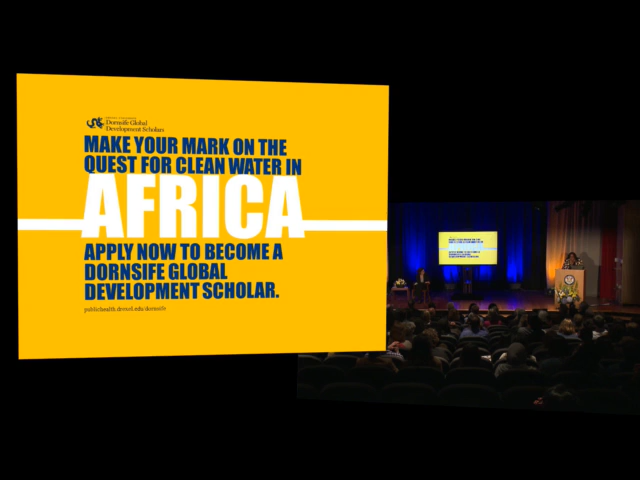 Dornsife Global
Development Scholars
MAKE YOUR MARK ON THE
QUEST FOR CLEAN WATER IN
AFRICA
APPLY NOW TO BECOME A
DORNSIFE GLOBAL
DEVELOPMENT SCHOLAR.
publichealth.drexel.edu/dornsife